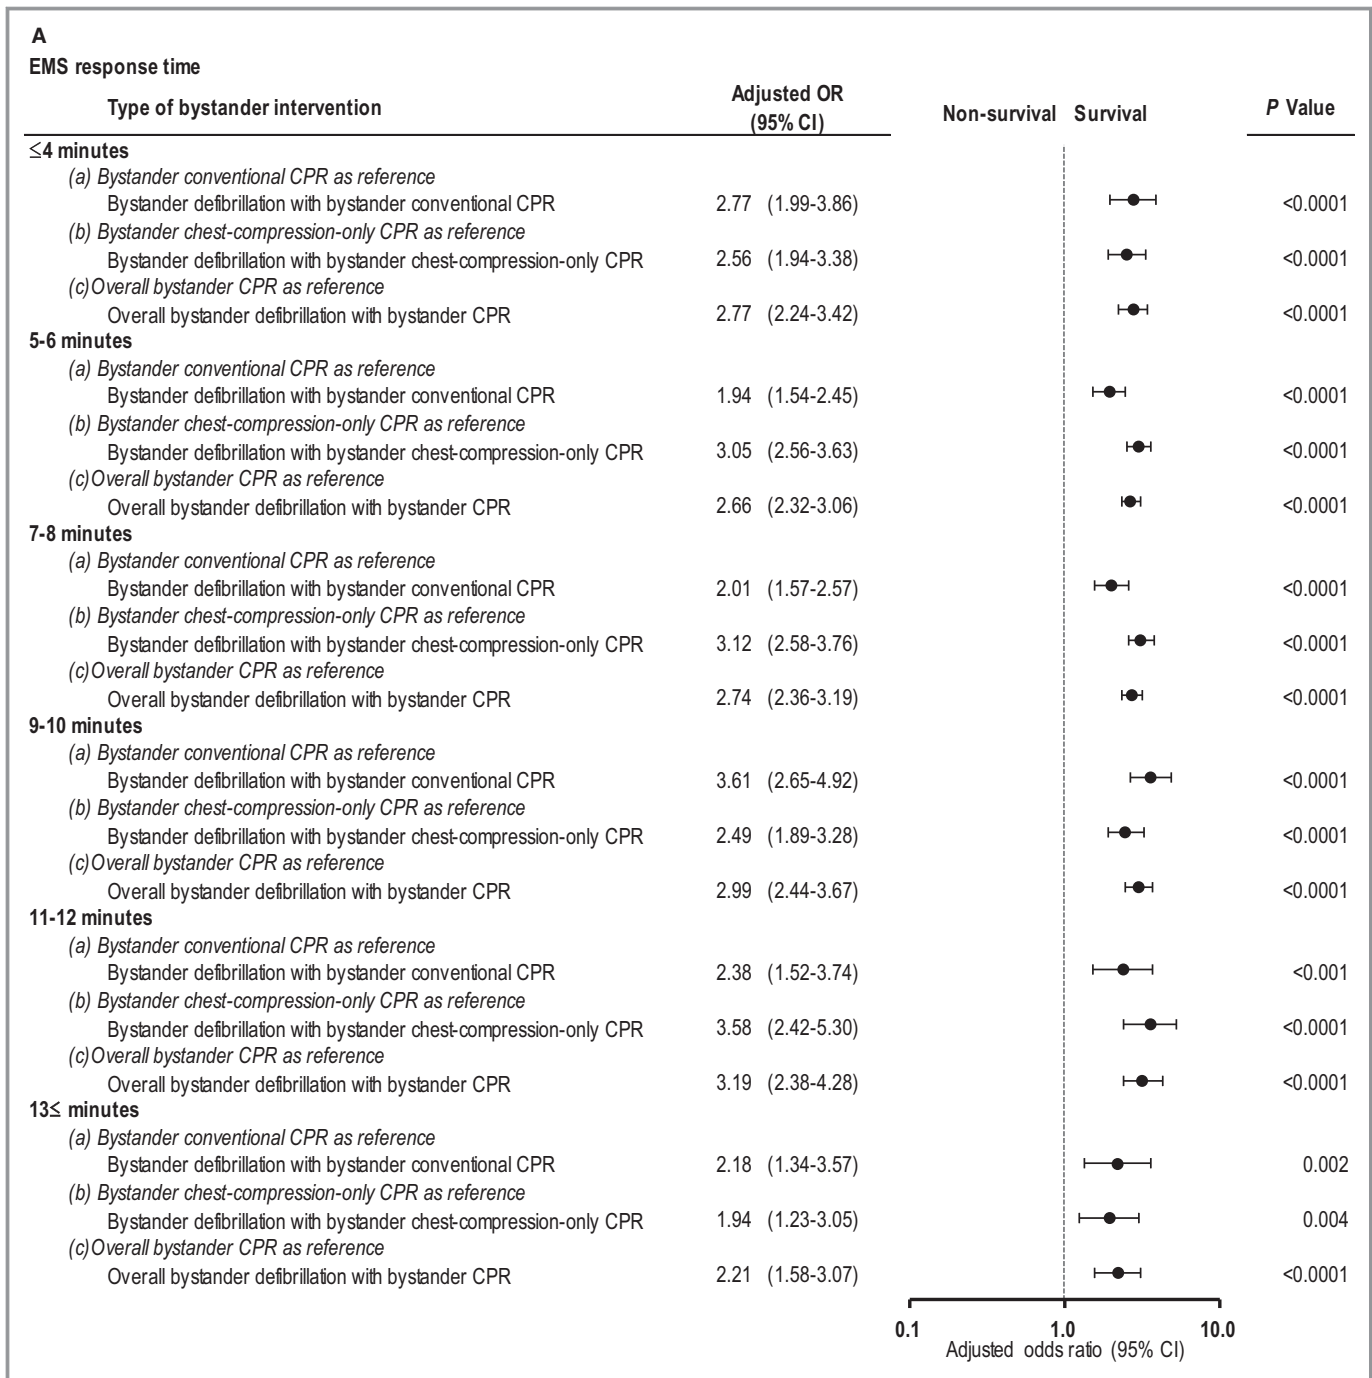 A
EMS response time
Type of bystander intervention Adjusted OR (95% CI) Non-survival Survival P Value
≤4 minutes
(a) Bystander conventional CPR as reference
Bystander defibrillation with bystander conventional CPR 2.77 (1.99-3.86) <0.0001
(b) Bystander chest-compression-only CPR as reference
Bystander defibrillation with bystander chest-compression-only CPR 2.56 (1.94-3.38) <0.0001
(c)Overall bystander CPR as reference
Overall bystander defibrillation with bystander CPR 2.77 (2.24-3.42) <0.0001
5-6 minutes
(a) Bystander conventional CPR as reference
Bystander defibrillation with bystander conventional CPR 1.94 (1.54-2.45) <0.0001
(b) Bystander chest-compression-only CPR as reference
Bystander defibrillation with bystander chest-compression-only CPR 3.05 (2.56-3.63) <0.0001
(c)Overall bystander CPR as reference
Overall bystander defibrillation with bystander CPR 2.66 (2.32-3.06) <0.0001
7-8 minutes
(a) Bystander conventional CPR as reference
Bystander defibrillation with bystander conventional CPR 2.01 (1.57-2.57) <0.0001
(b) Bystander chest-compression-only CPR as reference
Bystander defibrillation with bystander chest-compression-only CPR 3.12 (2.58-3.76) <0.0001
(c)Overall bystander CPR as reference
Overall bystander defibrillation with bystander CPR 2.74 (2.36-3.19) <0.0001
9-10 minutes
(a) Bystander conventional CPR as reference
Bystander defibrillation with bystander conventional CPR 3.61 (2.65-4.92) <0.0001
(b) Bystander chest-compression-only CPR as reference
Bystander defibrillation with bystander chest-compression-only CPR 2.49 (1.89-3.28) <0.0001
(c)Overall bystander CPR as reference
Overall bystander defibrillation with bystander CPR 2.99 (2.44-3.67) <0.0001
11-12 minutes
(a) Bystander conventional CPR as reference
Bystander defibrillation with bystander conventional CPR 2.38 (1.52-3.74) <0.001
(b) Bystander chest-compression-only CPR as reference
Bystander defibrillation with bystander chest-compression-only CPR 3.58 (2.42-5.30) <0.0001
(c)Overall bystander CPR as reference
Overall bystander defibrillation with bystander CPR 3.19 (2.38-4.28) <0.0001
13≤ minutes
(a) Bystander conventional CPR as reference
Bystander defibrillation with bystander conventional CPR 2.18 (1.34-3.57) 0.002
(b) Bystander chest-compression-only CPR as reference
Bystander defibrillation with bystander chest-compression-only CPR 1.94 (1.23-3.05) 0.004
(c)Overall bystander CPR as reference
Overall bystander defibrillation with bystander CPR 2.21 (1.58-3.07) <0.0001
0.1 1.0 10.0
Adjusted odds ratio (95% CI)